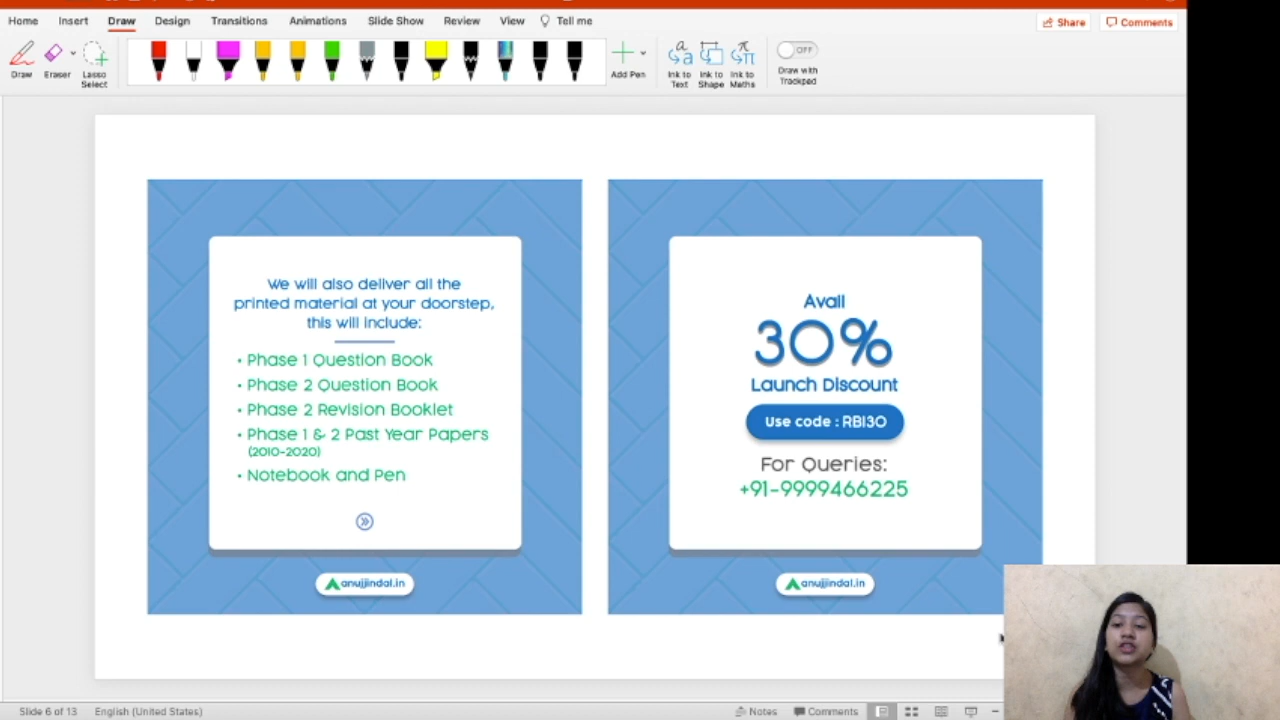 Home Insert Draw Design Transitions Animations Slide Show Review View Tell me Share Comments
OFF
Draw Eraser Lasso Select Add Pen Ink to Text Ink to Shape Ink to Maths Draw with Trackpad
We will also deliver all the
printed material at your doorstep,
this will include:
• Phase 1 Question Book
• Phase 2 Question Book
• Phase 2 Revision Booklet
• Phase 1 & 2 Past Year Papers
(2010-2020)
• Notebook and Pen
anujjindal.in
Avail
30%
Launch Discount
Use code : RBI30
For Queries:
+91-9999466225
anujjindal.in
Slide 6 of 13 English (United States) Notes Comments